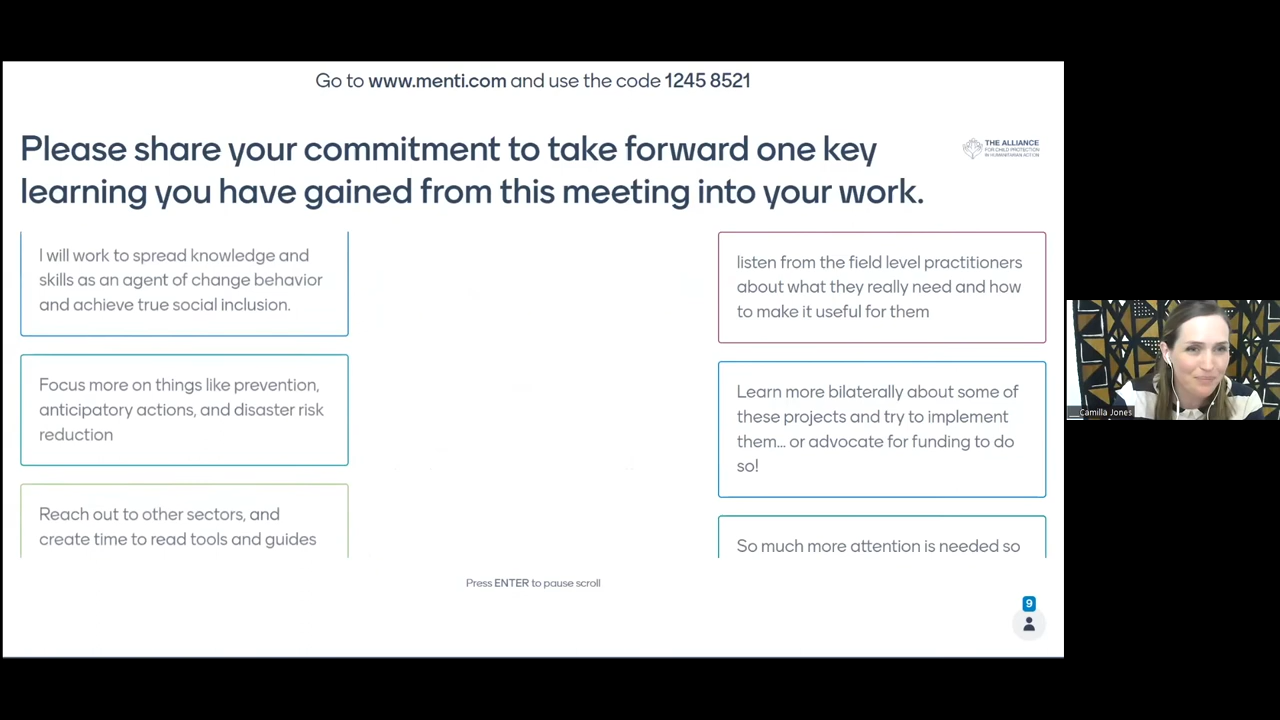 Go to www.menti.com and use the code 1245 8521
Please share your commitment to take forward one key
learning you have gained from this meeting into your work.
THE ALLIANCE
FOR CHILD PROTECTION
IN HUMANITARIAN ACTION
I will work to spread knowledge and
skills as an agent of change behavior
and achieve true social inclusion.
Focus more on things like prevention,
anticipatory actions, and disaster risk
reduction
Reach out to other sectors, and
create time to read tools and guides
listen from the field level practitioners
about what they really need and how
to make it useful for them
Learn more bilaterally about some of
these projects and try to implement
them... or advocate for funding to do
so!
So much more attention is needed so
Press ENTER to pause scroll
9
Camilla Jones